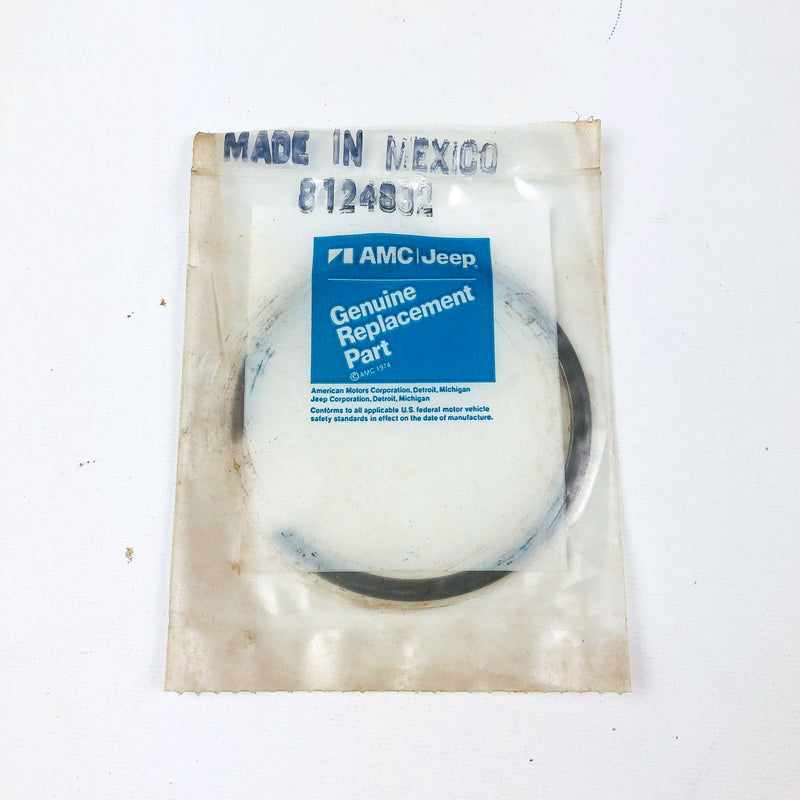 MADE IN MEXICO
8124832
AMC|Jeep®
Genuine
Replacement
Part
© AMC 1974
American Motors Corporation, Detroit, Michigan
Jeep Corporation, Detroit, Michigan
Conforms to all applicable U.S. federal motor vehicle
safety standards in effect on the date of manufacture.